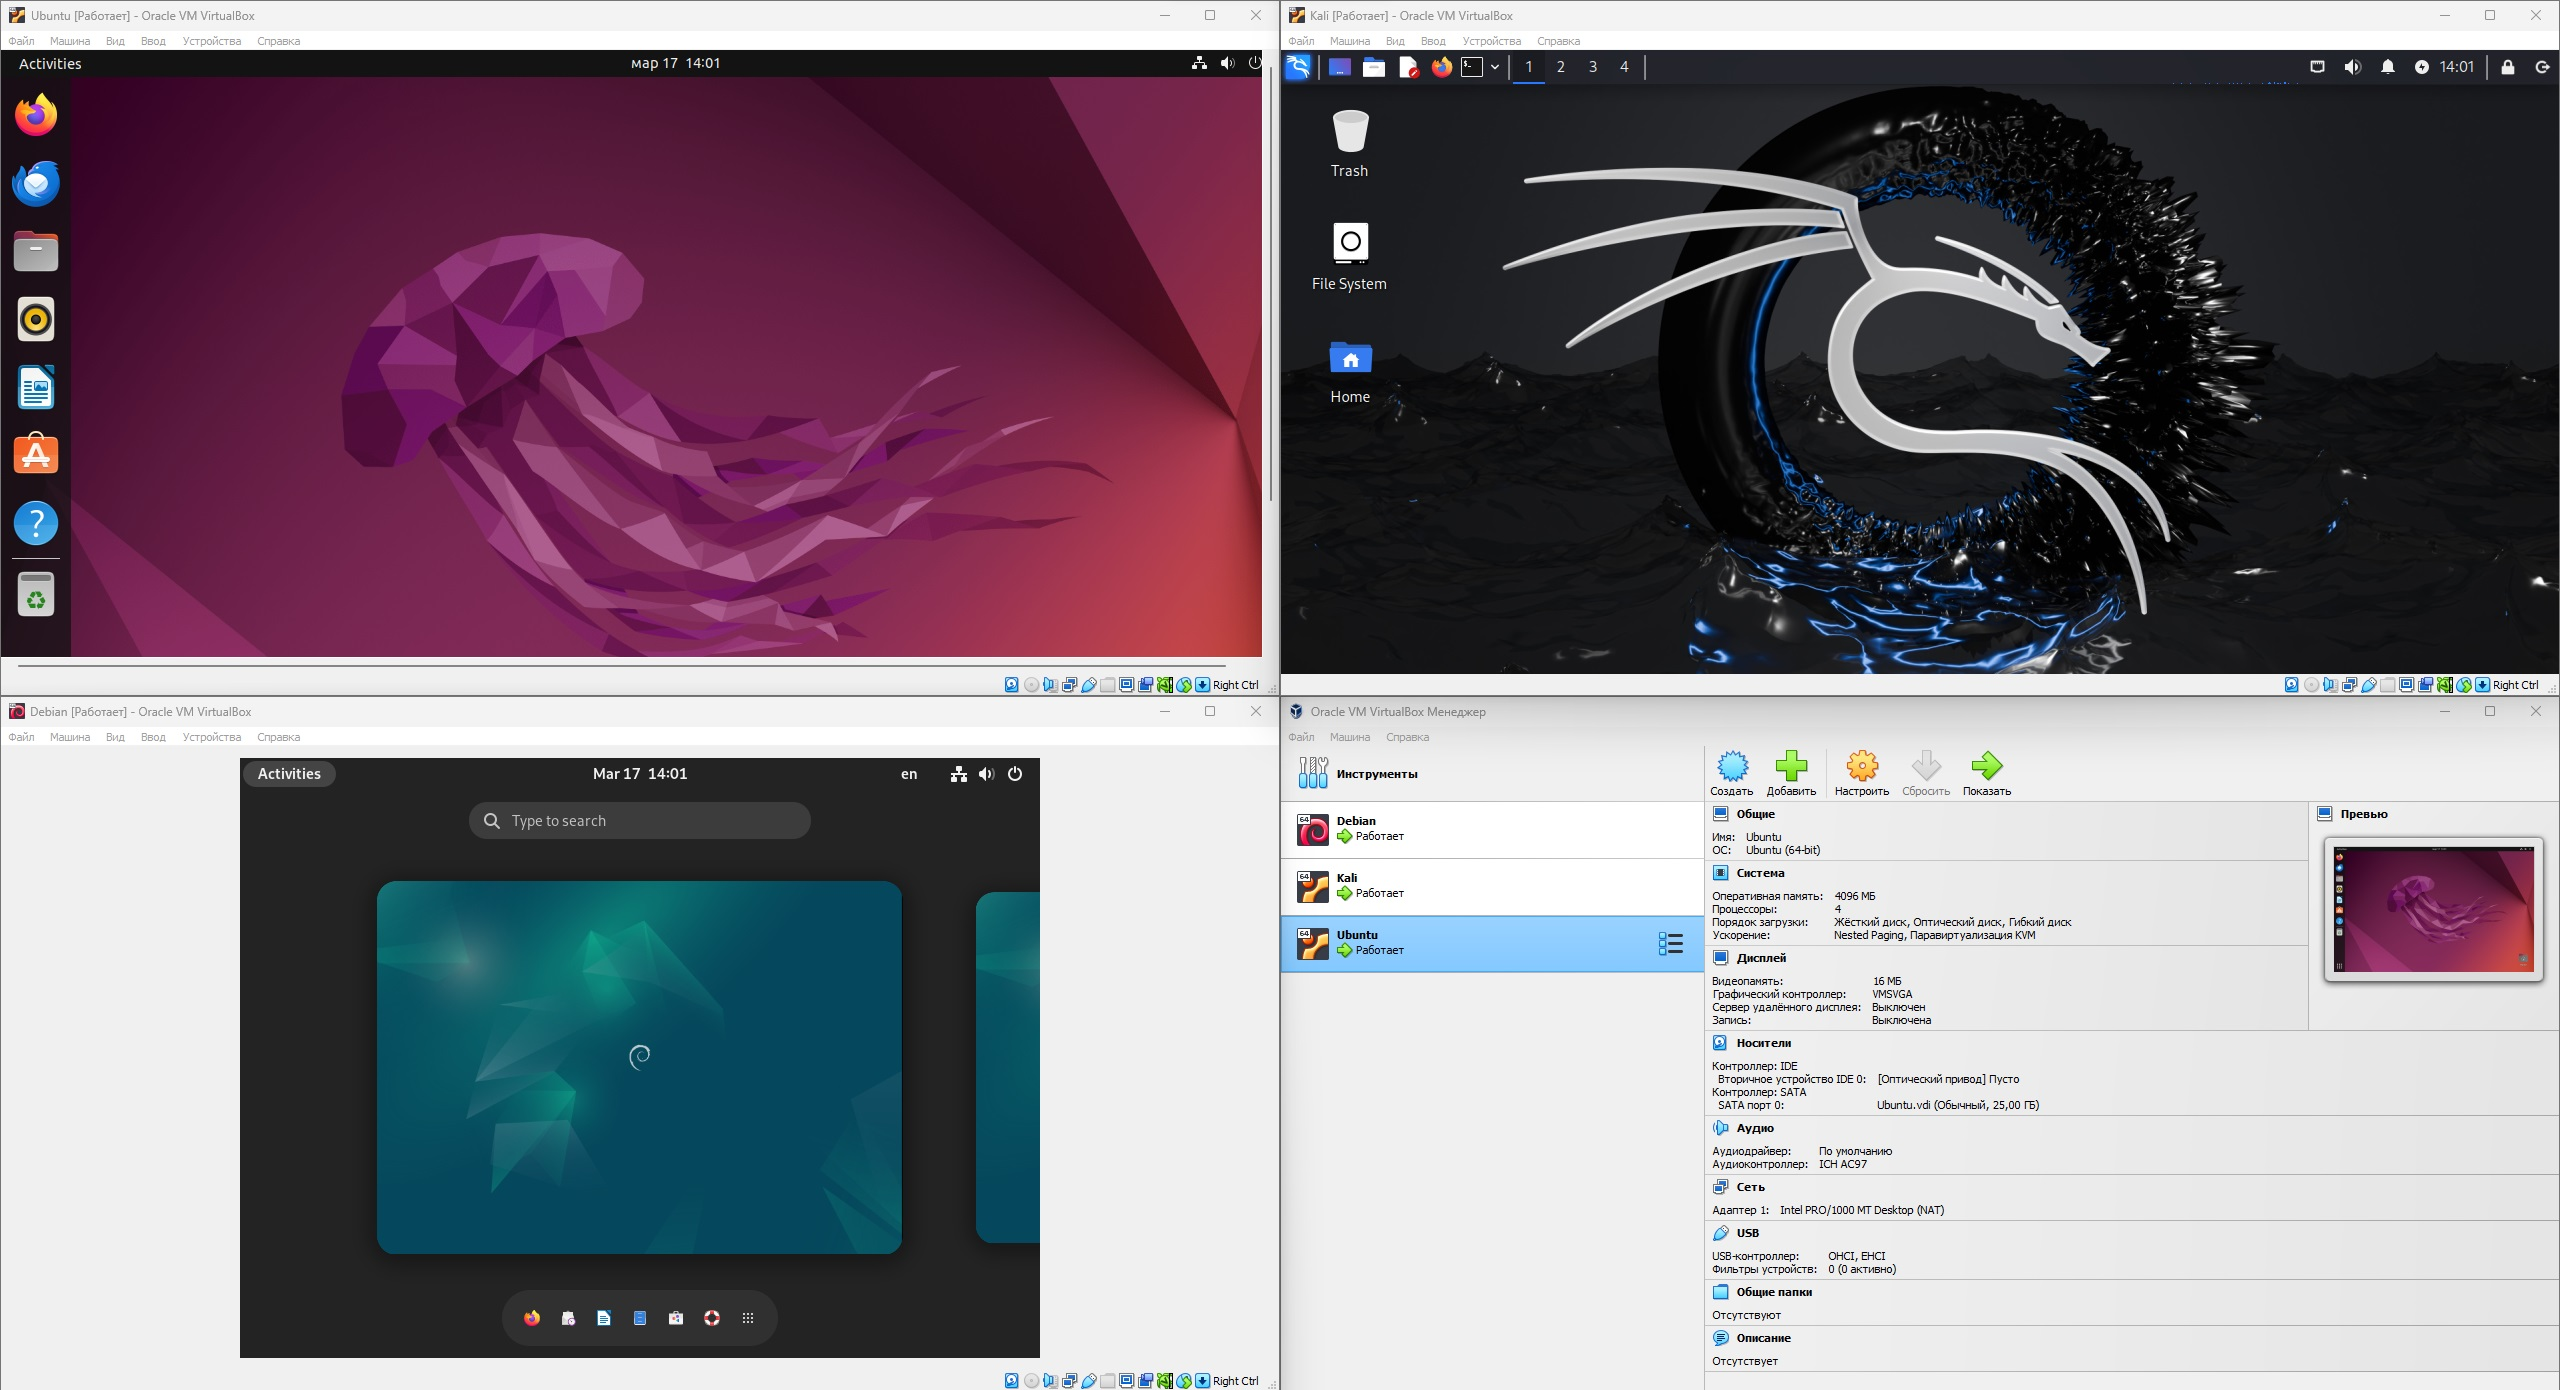 Ubuntu [Работает] - Oracle VM VirtualBox
Файл Машина Вид Ввод Устройства Справка
Activities мар 17 14:01
Right Ctrl
Kali [Работает] - Oracle VM VirtualBox
Файл Машина Вид Ввод Устройства Справка
1 2 3 4 14:01
Trash
File System
Home
Right Ctrl
Debian [Работает] - Oracle VM VirtualBox
Файл Машина Вид Ввод Устройства Справка
Activities Mar 17 14:01 en
Type to search
Right Ctrl
Oracle VM VirtualBox Менеджер
Файл Машина Справка
Инструменты
64 Debian
Работает
64 Kali
Работает
64 Ubuntu
Работает
Создать Добавить Настроить Сбросить Показать
Общие
Имя: Ubuntu
ОС: Ubuntu (64-bit)
Превью
Система
Оперативная память: 4096 МБ
Процессоры: 4
Порядок загрузки: Жёсткий диск, Оптический диск, Гибкий диск
Ускорение: Nested Paging, Паравиртуализация KVM
Дисплей
Видеопамять: 16 МБ
Графический контроллер: VMSVGA
Сервер удалённого дисплея: Выключен
Запись: Выключена
Носители
Контроллер: IDE
Вторичное устройство IDE 0: [Оптический привод] Пусто
Контроллер: SATA
SATA порт 0: Ubuntu.vdi (Обычный, 25,00 ГБ)
Аудио
Аудиодрайвер: По умолчанию
Аудиоконтроллер: ICH AC97
Сеть
Адаптер 1: Intel PRO/1000 MT Desktop (NAT)
USB
USB-контроллер: OHCI, EHCI
Фильтры устройств: 0 (0 активно)
Общие папки
Отсутствуют
Описание
Отсутствует